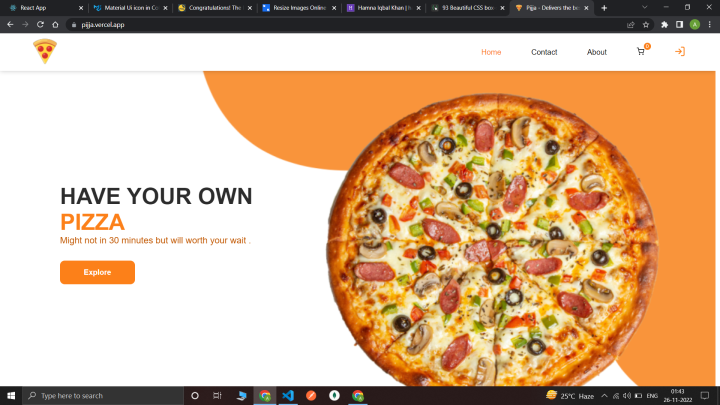 React App
Material Ui icon in Co
Congratulations! The
Resize Images Online
Hamna Iqbal Khan |
93 Beautiful CSS box
Pijja - Delivers the be
pijja.vercel.app
A
Home
Contact
About
0
HAVE YOUR OWN
PIZZA
Might not in 30 minutes but will worth your wait .
Explore
Type here to search
25°C Haze
ENG
01:43
26-11-2022